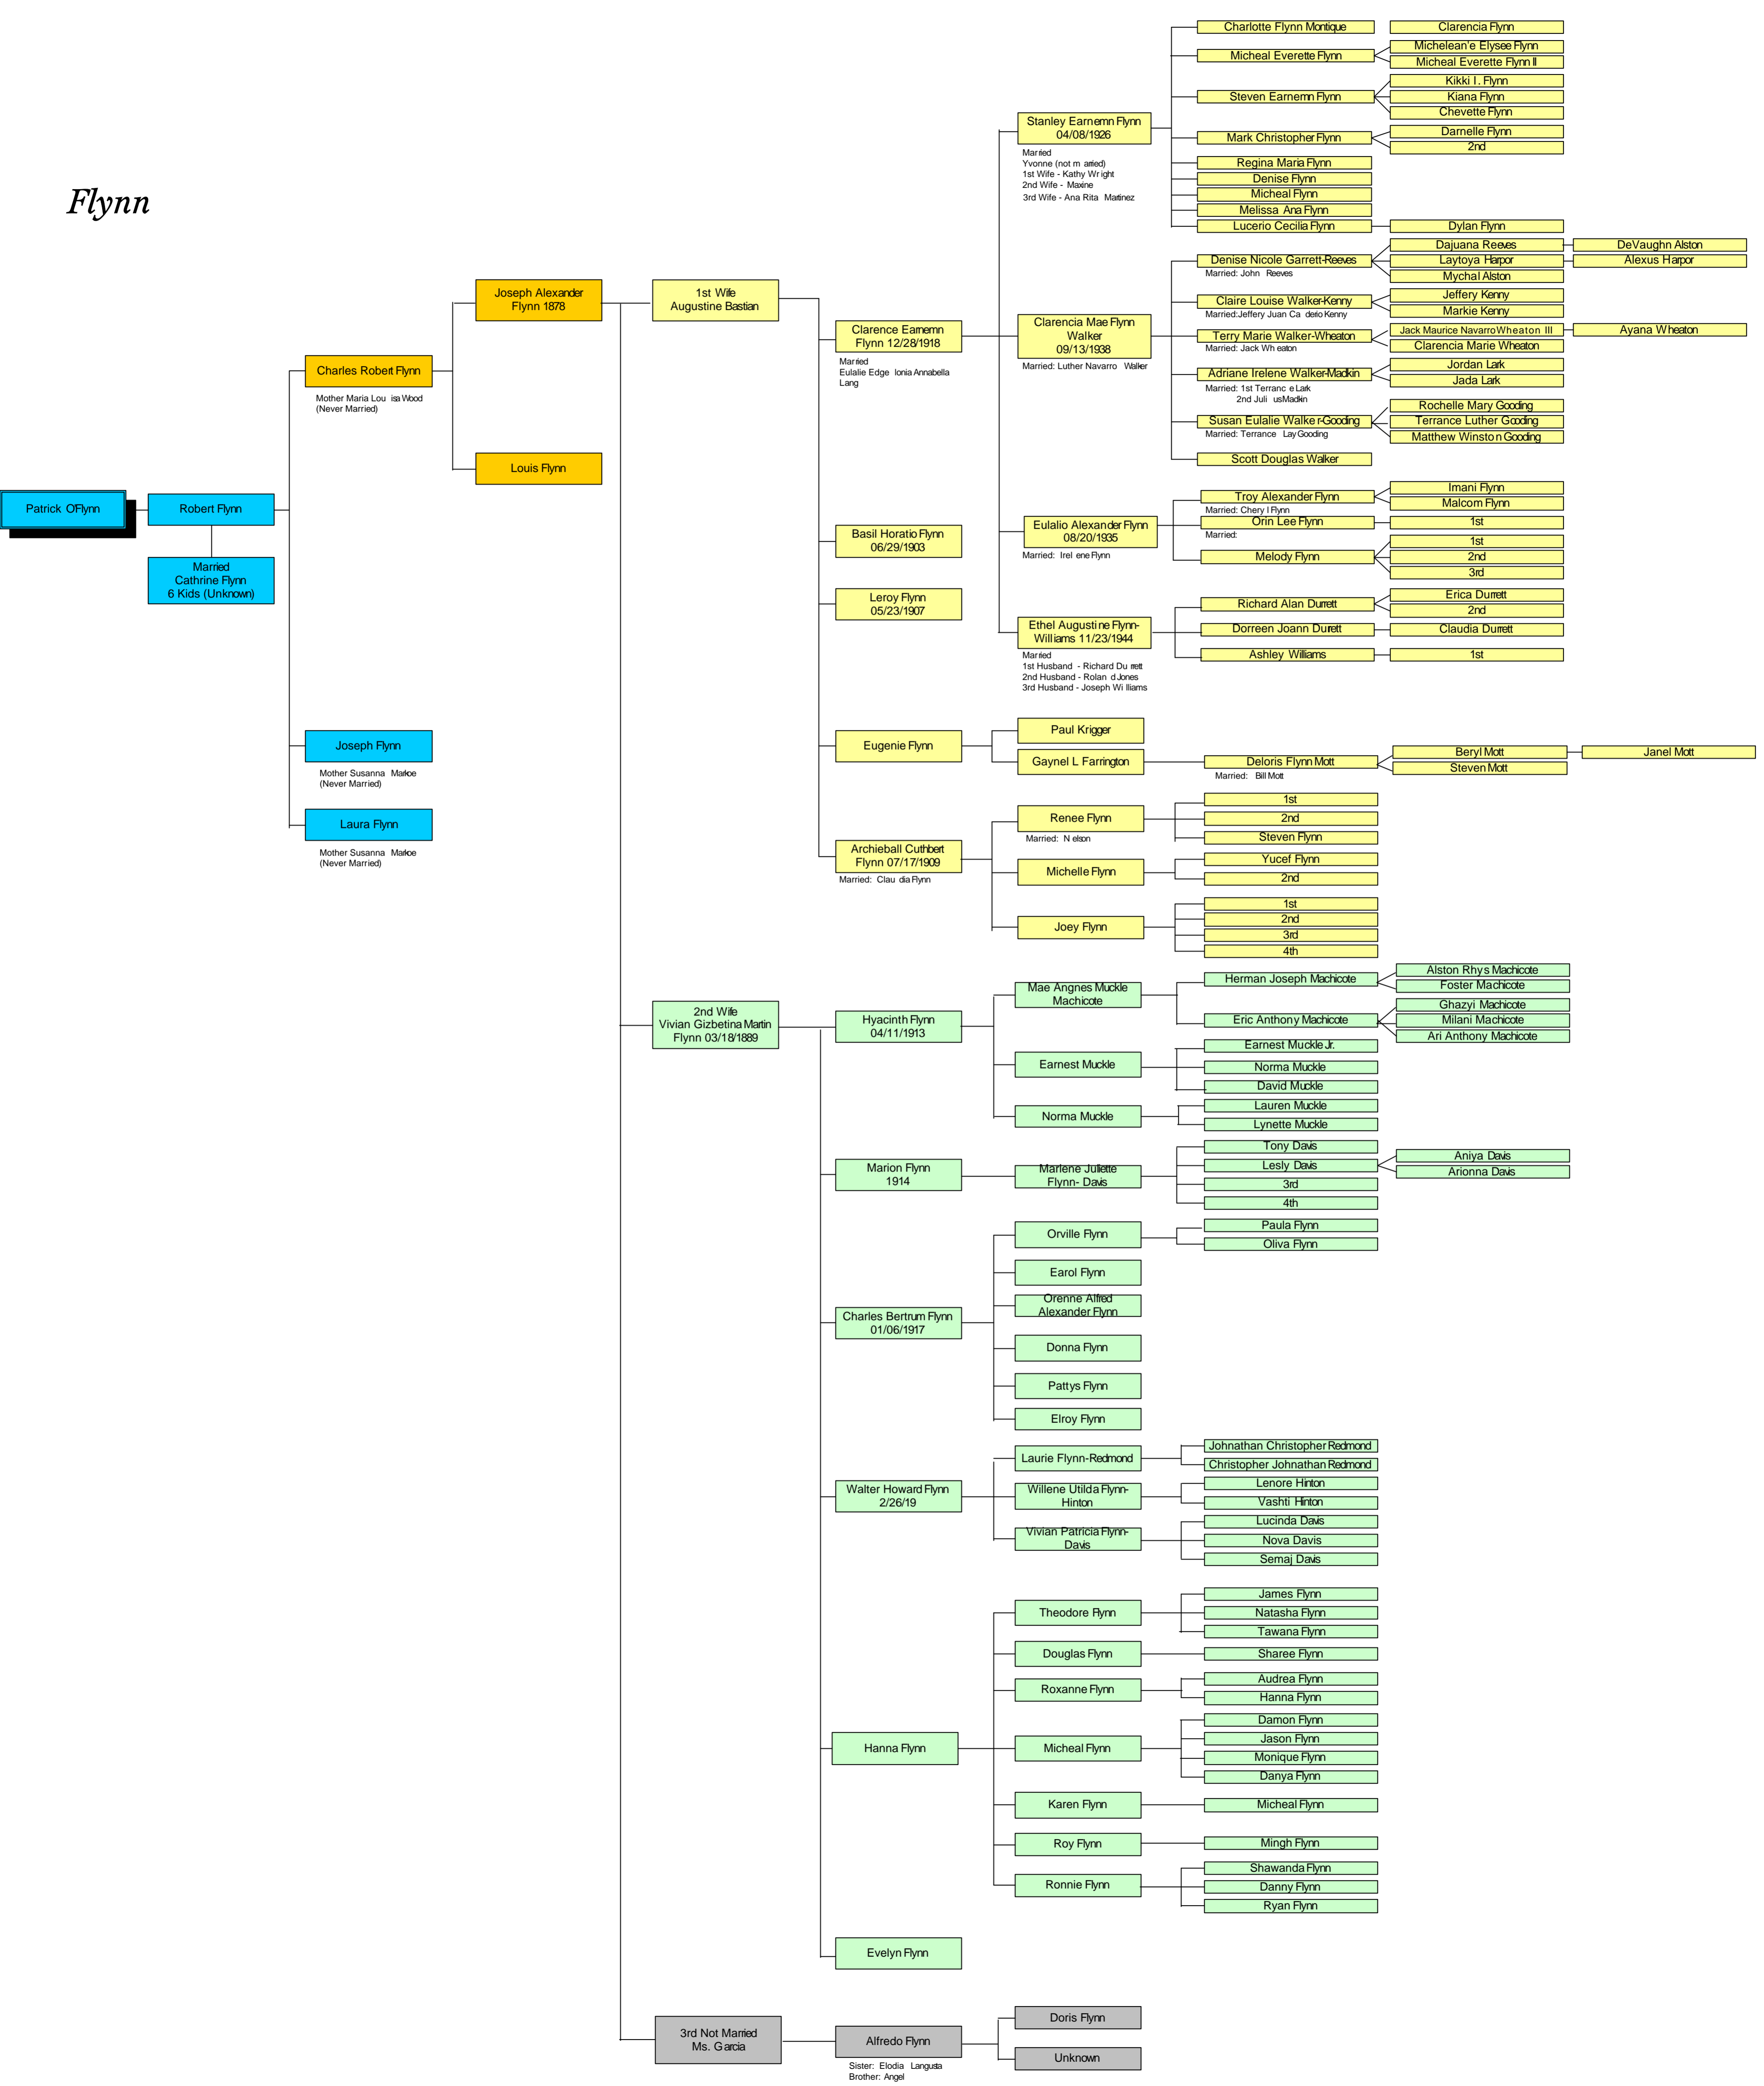 Flynn
Patrick O'Flynn
Robert Flynn
Married
Cathrine Flynn
6 Kids (Unknown)
Charles Robert Flynn
Mother Maria Louisa Wood
(Never Married)
Joseph Flynn
Mother Susanna Markoe
(Never Married)
Laura Flynn
Mother Susanna Markoe
(Never Married)
Joseph Alexander
Flynn 1878
Louis Flynn
1st Wife
Augustine Bastian
Clarence Earnemn
Flynn 12/28/1918
Married
Eulalie Edgelonia Annabella
Lang
Stanley Earnemn Flynn
04/08/1926
Married
Yvonne (not married)
1st Wife - Kathy Wright
2nd Wife - Maxine
3rd Wife - Ana Rita Martinez
Charlotte Flynn Montique
Clarencia Flynn
Micheal Everette Flynn
Michelean'e Elysee Flynn
Micheal Everette Flynn II
Steven Earnemn Flynn
Kikki I. Flynn
Kiana Flynn
Chevette Flynn
Mark Christopher Flynn
Darnelle Flynn
2nd
Regina Maria Flynn
Denise Flynn
Micheal Flynn
Melissa Ana Flynn
Lucerio Cecilia Flynn
Dylan Flynn
Clarencia Mae Flynn
Walker
09/13/1938
Married: Luther Navarro Walker
Denise Nicole Garrett-Reeves
Married: John Reeves
Dajuana Reeves
DeVaughn Alston
Laytoya Harpor
Alexus Harpor
Mychal Alston
Claire Louise Walker-Kenny
Married:Jeffery Juan Caderio Kenny
Jeffery Kenny
Markie Kenny
Terry Marie Walker-Wheaton
Married: Jack Wheaton
Jack Maurice Navarro Wheaton III
Ayana Wheaton
Clarencia Marie Wheaton
Adriane Irelene Walker-Madkin
Married: 1st Terrance Lark
2nd Julius Madkin
Jordan Lark
Jada Lark
Susan Eulalie Walker-Gooding
Married: Terrance Lay Gooding
Rochelle Mary Gooding
Terrance Luther Gooding
Matthew Winston Gooding
Scott Douglas Walker
Eulalio Alexander Flynn
08/20/1935
Married: Irelene Flynn
Troy Alexander Flynn
Married: Cheryl Flynn
Imani Flynn
Malcom Flynn
Orin Lee Flynn
Married:
1st
Melody Flynn
1st
2nd
3rd
Ethel Augustine Flynn-
Williams 11/23/1944
Married
1st Husband - Richard Durrett
2nd Husband - Roland Jones
3rd Husband - Joseph Williams
Richard Alan Durrett
Erica Durrett
2nd
Dorreen Joann Durrett
Claudia Durrett
Ashley Williams
1st
Basil Horatio Flynn
06/29/1903
Leroy Flynn
05/23/1907
Eugenie Flynn
Paul Krigger
Gaynel L Farrington
Deloris Flynn Mott
Married: Bill Mott
Beryl Mott
Janel Mott
Steven Mott
Archieball Cuthbert
Flynn 07/17/1909
Married: Claudia Flynn
Renee Flynn
Married: Nelson
1st
2nd
Steven Flynn
Michelle Flynn
Yucef Flynn
2nd
Joey Flynn
1st
2nd
3rd
4th
2nd Wife
Vivian Gizbetina Martin
Flynn 03/18/1889
Hyacinth Flynn
04/11/1913
Mae Angnes Muckle
Machicote
Herman Joseph Machicote
Alston Rhys Machicote
Foster Machicote
Eric Anthony Machicote
Ghazyi Machicote
Milani Machicote
Ari Anthony Machicote
Earnest Muckle
Earnest Muckle Jr.
Norma Muckle
David Muckle
Norma Muckle
Lauren Muckle
Lynette Muckle
Marion Flynn
1914
Marlene Juliette
Flynn- Davis
Tony Davis
Lesly Davis
Aniya Davis
Arionna Davis
3rd
4th
Charles Bertrum Flynn
01/06/1917
Orville Flynn
Paula Flynn
Oliva Flynn
Earol Flynn
Orenne Alfred
Alexander Flynn
Donna Flynn
Pattys Flynn
Elroy Flynn
Walter Howard Flynn
2/26/19
Laurie Flynn-Redmond
Johnathan Christopher Redmond
Christopher Johnathan Redmond
Willene Utilda Flynn-
Hinton
Lenore Hinton
Vashti Hinton
Vivian Patricia Flynn-
Davis
Lucinda Davis
Nova Davis
Semaj Davis
Hanna Flynn
Theodore Flynn
James Flynn
Natasha Flynn
Tawana Flynn
Douglas Flynn
Sharee Flynn
Roxanne Flynn
Audrea Flynn
Hanna Flynn
Micheal Flynn
Damon Flynn
Jason Flynn
Monique Flynn
Danya Flynn
Karen Flynn
Micheal Flynn
Roy Flynn
Mingh Flynn
Ronnie Flynn
Shawanda Flynn
Danny Flynn
Ryan Flynn
Evelyn Flynn
3rd Not Married
Ms. Garcia
Alfredo Flynn
Sister: Elodia Langusta
Brother: Angel
Doris Flynn
Unknown